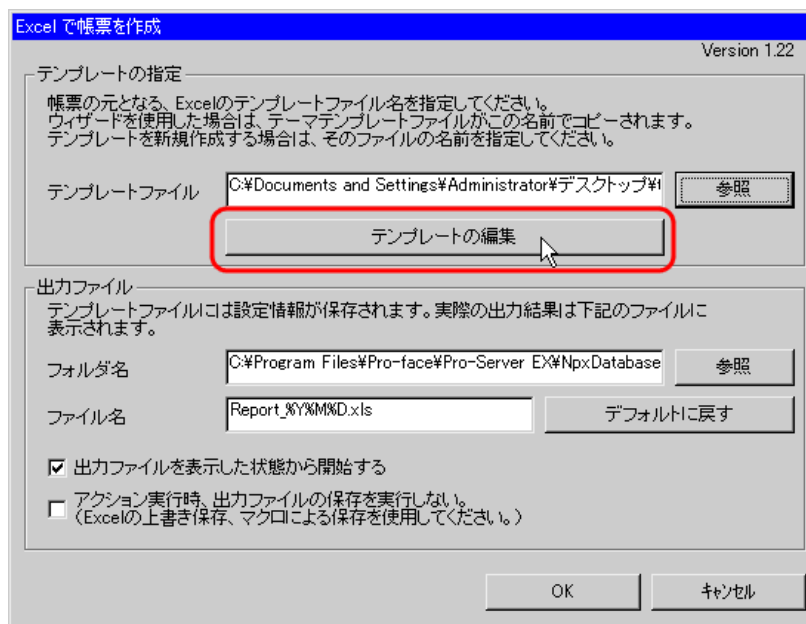 Excel で帳票を作成
Version 1.22
テンプレートの指定
帳票の元となる、Excelのテンプレートファイル名を指定してください。
ウィザードを使用した場合は、テーマテンプレートファイルがこの名前でコピーされます。
テンプレートを新規作成する場合は、そのファイルの名前を指定してください。
テンプレートファイル C:¥Documents and Settings¥Administrator¥デスクトップ¥t 参照
テンプレートの編集
出力ファイル
テンプレートファイルには設定情報が保存されます。実際の出力結果は下記のファイルに
表示されます。
フォルダ名 C:¥Program Files¥Pro-face¥Pro-Server EX¥NpxDatabase 参照
ファイル名 Report_%Y%M%D.xls デフォルトに戻す
出力ファイルを表示した状態から開始する
アクション実行時、出力ファイルの保存を実行しない。
(Excelの上書き保存、マクロによる保存を使用してください。)
OK キャンセル